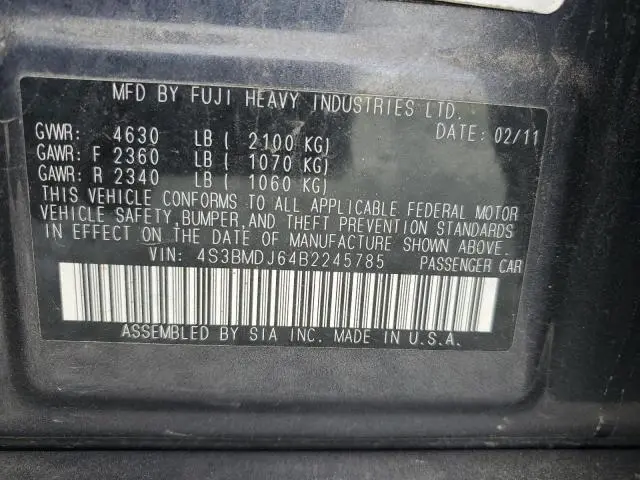 MFD BY FUJI HEAVY INDUSTRIES LTD.
GVWR: 4630 LB ( 2100 KG) DATE: 02/11
GAWR: F 2360 LB ( 1070 KG)
GAWR: R 2340 LB ( 1060 KG)
THIS VEHICLE CONFORMS TO ALL APPLICABLE FEDERAL MOTOR
VEHICLE SAFETY, BUMPER, AND THEFT PREVENTION STANDARDS
IN EFFECT ON THE DATE OF MANUFACTURE SHOWN ABOVE.
VIN: 4S3BMDJ64B2245785 PASSENGER CAR
ASSEMBLED BY SIA INC. MADE IN U.S.A.